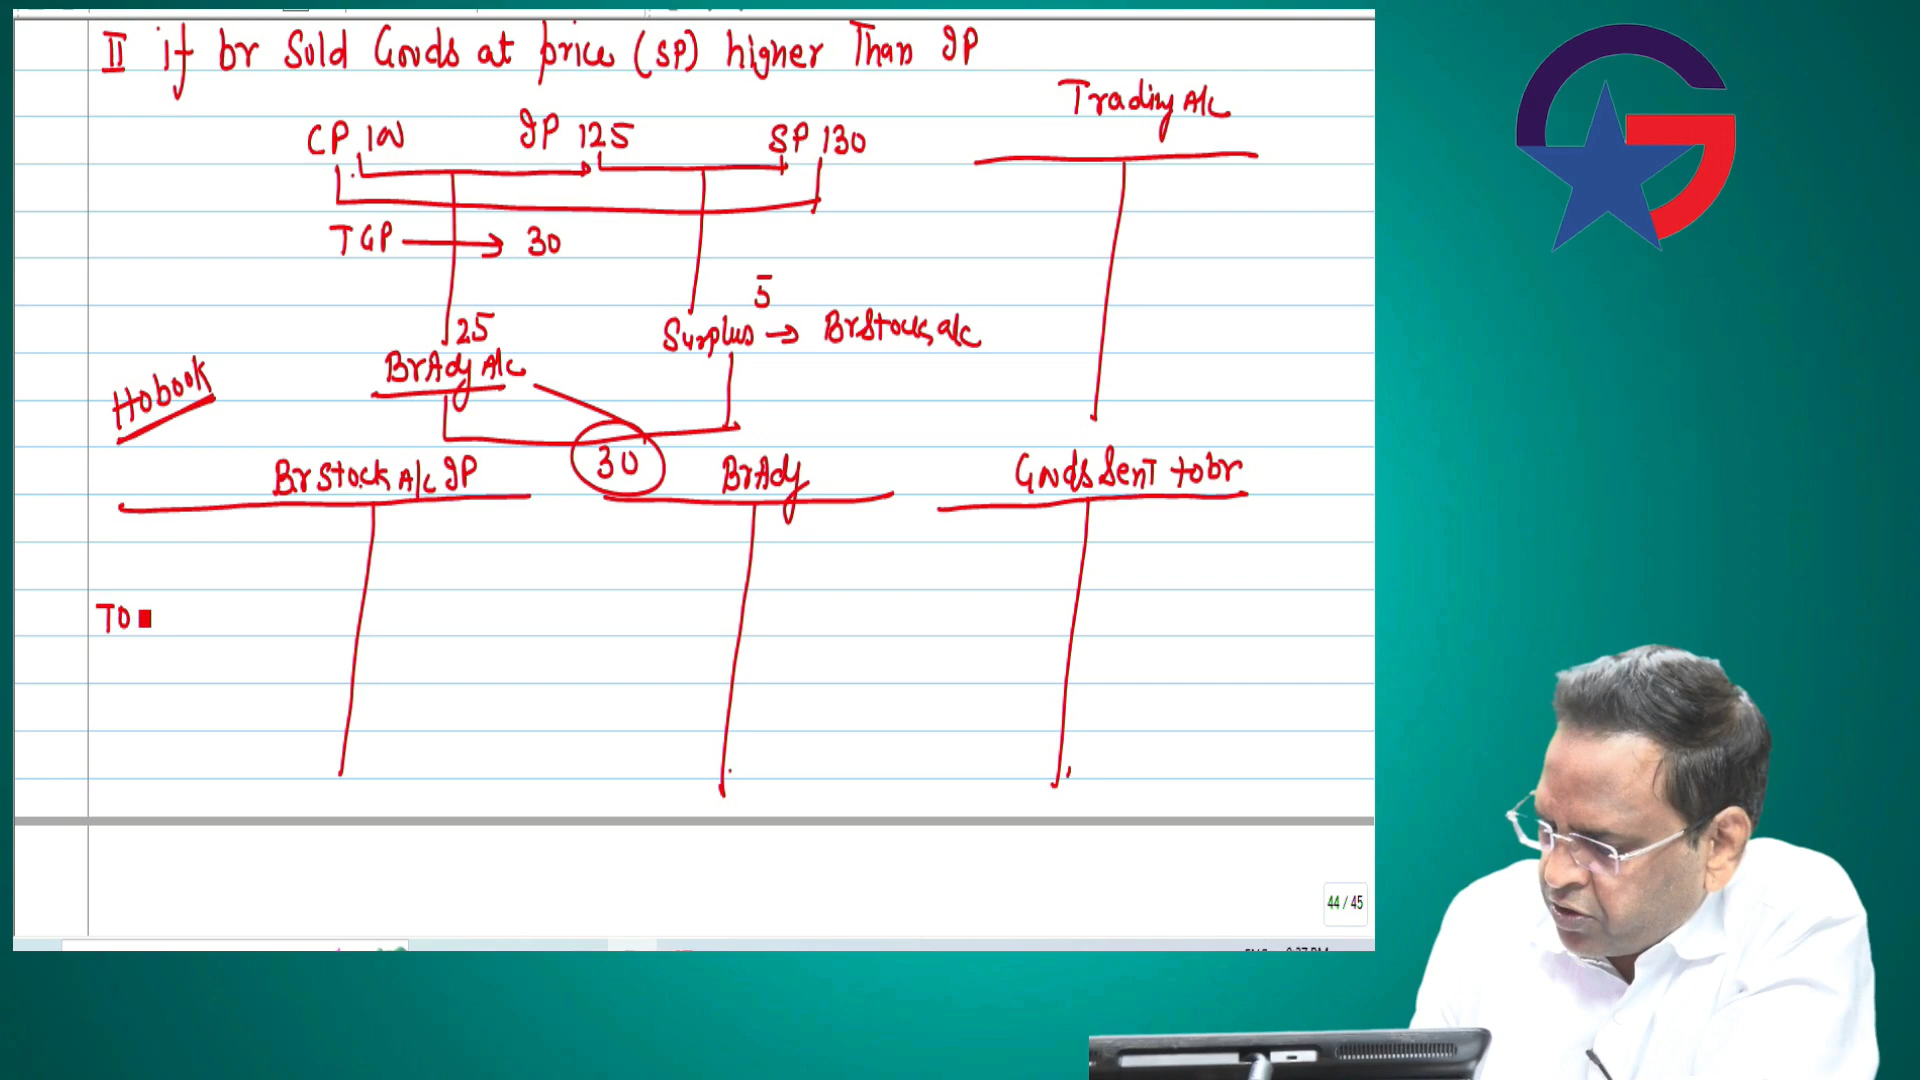 II if br Sold Goods at price (SP) higher Than IP
Trading A/c
CP 100 IP 125 SP 130
TGP → 30
5
25 Surplus → Br Stock a/c
Br Adj A/c
Ho book
30
Br Stock A/c IP Br Adj Goods Sent to br
TO
44 / 45